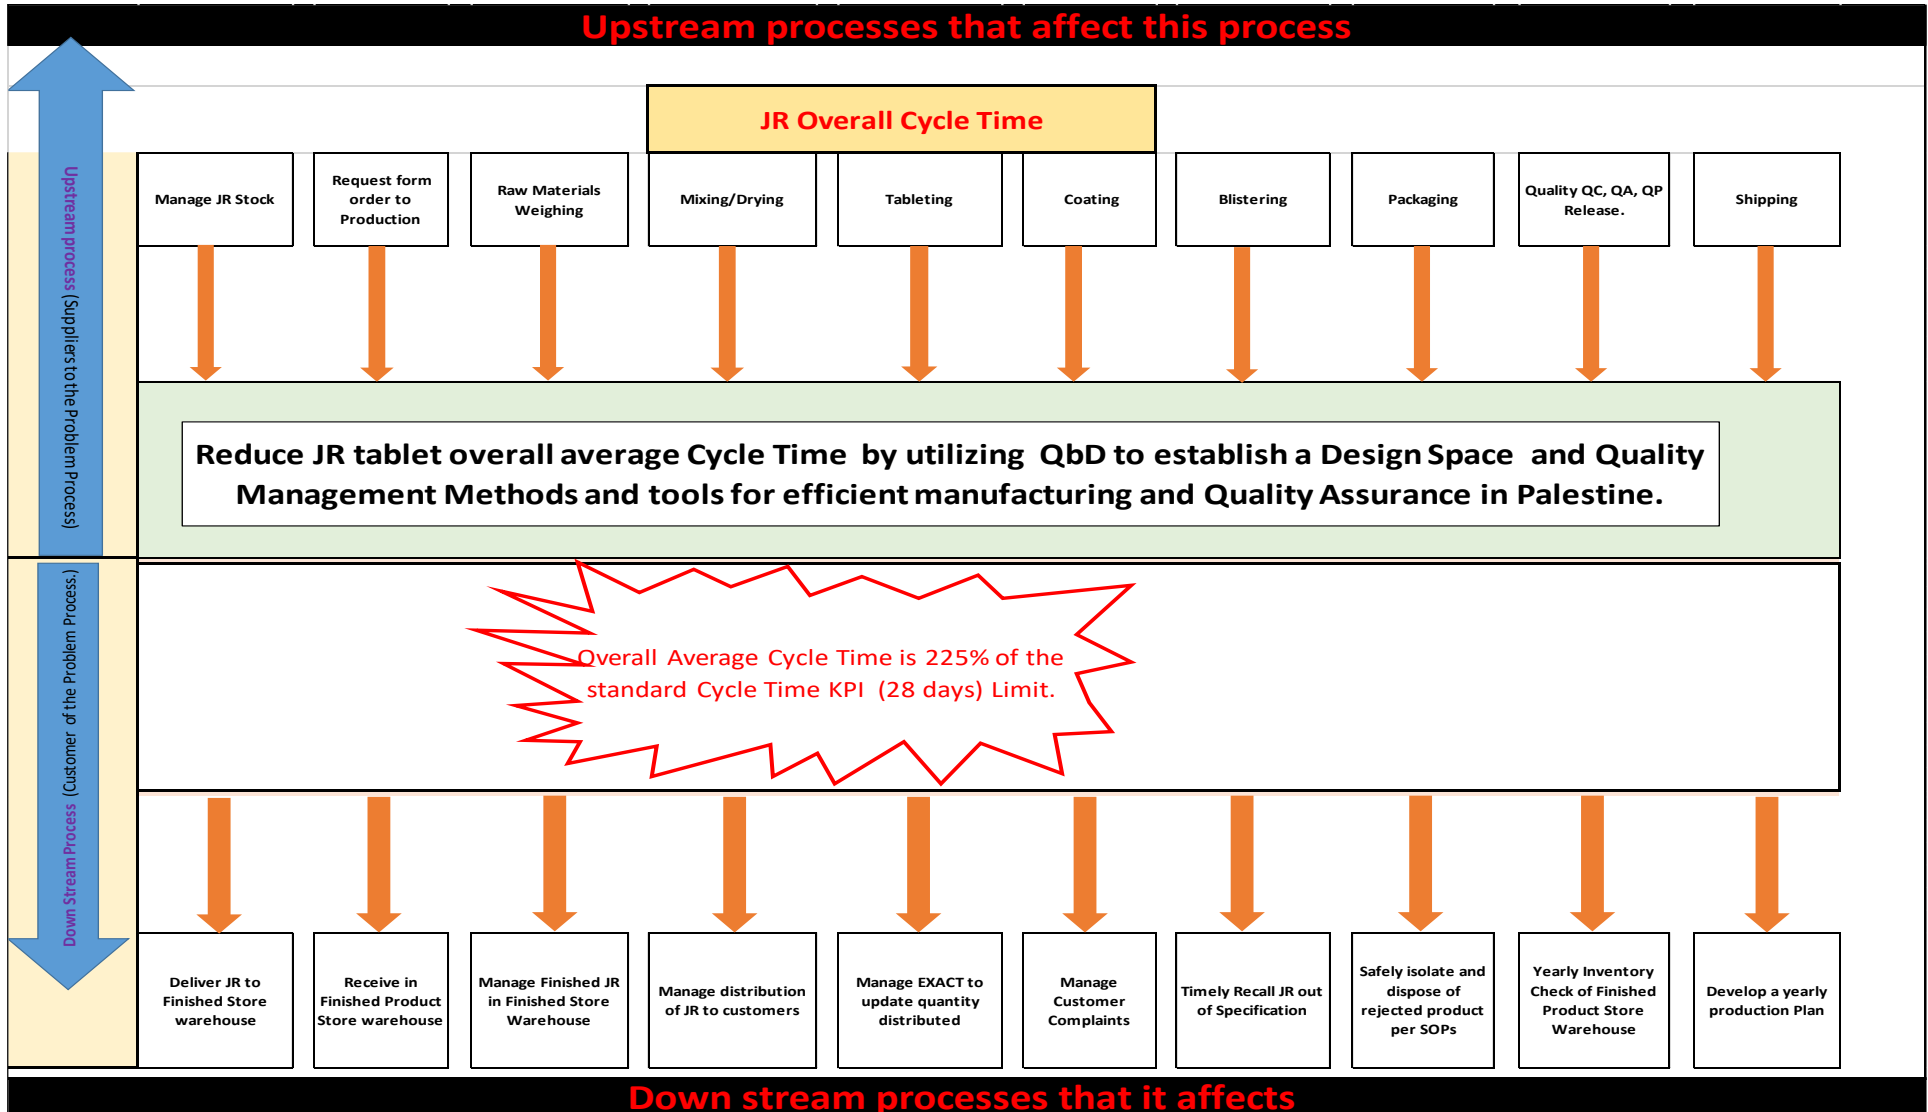 Upstream processes that affect this process
JR Overall Cycle Time
Upstream process (Suppliers to the Problem Process)
Manage JR Stock
Request form
order to
Production
Raw Materials
Weighing
Mixing/Drying
Tableting
Coating
Blistering
Packaging
Quality QC, QA, QP
Release.
Shipping
Reduce JR tablet overall average Cycle Time by utilizing QbD to establish a Design Space and Quality
Management Methods and tools for efficient manufacturing and Quality Assurance in Palestine.
Overall Average Cycle Time is 225% of the
standard Cycle Time KPI (28 days) Limit.
Down Stream Process (Customer of the Problem Process.)
Deliver JR to
Finished Store
warehouse
Receive in
Finished Product
Store warehouse
Manage Finished JR
in Finished Store
Warehouse
Manage distribution
of JR to customers
Manage EXACT to
update quantity
distributed
Manage
Customer
Complaints
Timely Recall JR out
of Specification
Safely isolate and
dispose of
rejected product
per SOPs
Yearly Inventory
Check of Finished
Product Store
Warehouse
Develop a yearly
production Plan
Down stream processes that it affects